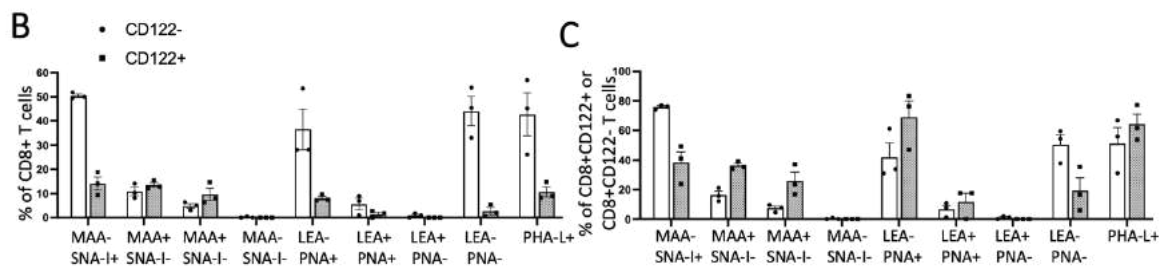 B
CD122-
CD122+
% of CD8+ T cells
60
50
40
30
20
10
0
MAA- MAA+ MAA+ MAA- LEA- LEA+ LEA+ LEA- PHA-L+
SNA-I+ SNA-I- SNA-I- SNA-I- PNA+ PNA+ PNA- PNA-
C
% of CD8+CD122+ or
CD8+CD122- T cells
100
80
60
40
20
0
MAA- MAA+ MAA+ MAA- LEA- LEA+ LEA+ LEA- PHA-L+
SNA-I+ SNA-I- SNA-I- SNA-I- PNA+ PNA+ PNA- PNA-